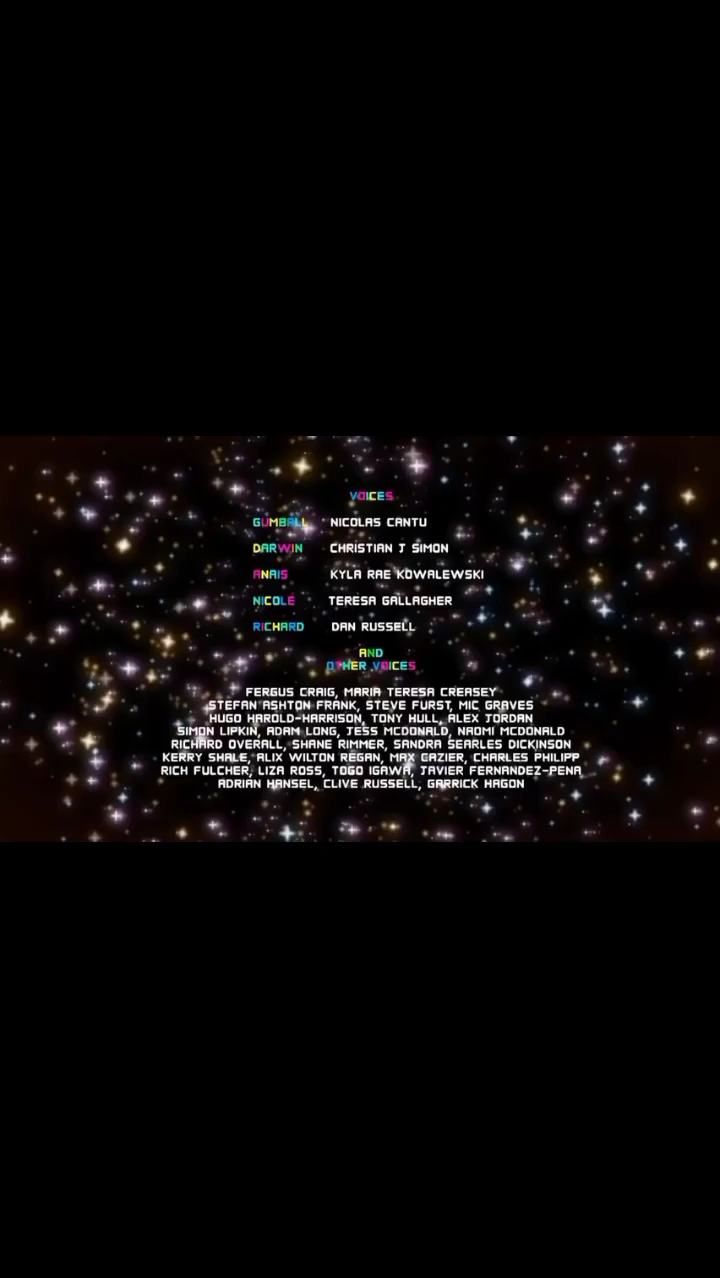 VOICES
GUMBALL NICOLAS CANTU
DARWIN CHRISTIAN J SIMON
ANAIS KYLA RAE KOWALEWSKI
NICOLE TERESA GALLAGHER
RICHARD DAN RUSSELL
AND
OTHER VOICES
FERGUS CRAIG, MARIA TERESA CREASEY
STEFAN ASHTON FRANK, STEVE FURST, MIC GRAVES
HUGO HAROLD-HARRISON, TONY HULL, ALEX JORDAN
SIMON LIPKIN, ADAM LONG, JESS MCDONALD, NAOMI MCDONALD
RICHARD OVERALL, SHANE RIMMER, SANDRA SEARLES DICKINSON
KERRY SHALE, ALIX WILTON REGAN, MAX CAZIER, CHARLES PHILIPP
RICH FULCHER, LIZA ROSS, TOGO IGAWA, JAVIER FERNANDEZ-PENA
ADRIAN HANSEL, CLIVE RUSSELL, GARRICK HAGON